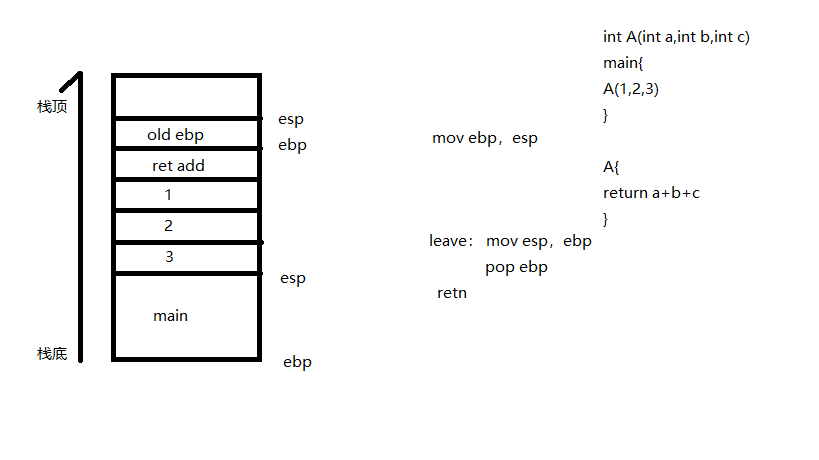 栈顶
esp
old ebp
ebp
ret add
1
2
3
esp
main
栈底
ebp
int A(int a,int b,int c)
main{
A(1,2,3)
}
mov ebp，esp
A{
return a+b+c
}
leave： mov esp，ebp
pop ebp
retn